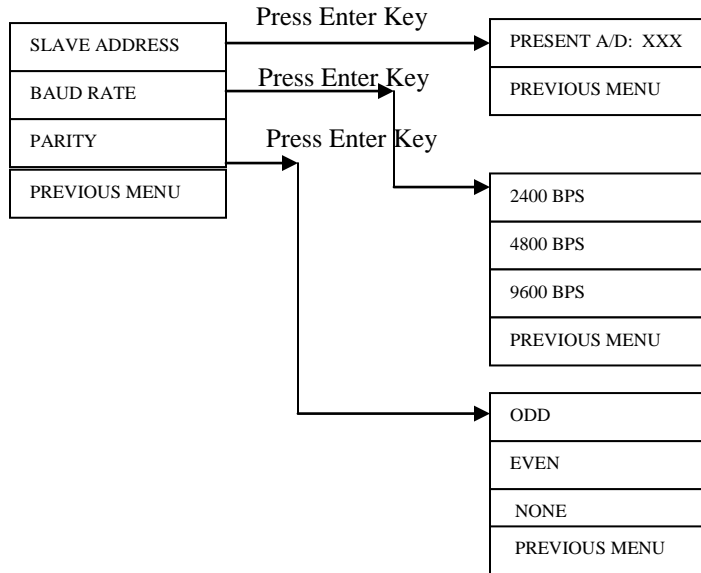 Press Enter Key
SLAVE ADDRESS
BAUD RATE
PARITY
PREVIOUS MENU
Press Enter Key
Press Enter Key
PRESENT A/D: XXX
PREVIOUS MENU
2400 BPS
4800 BPS
9600 BPS
PREVIOUS MENU
ODD
EVEN
NONE
PREVIOUS MENU